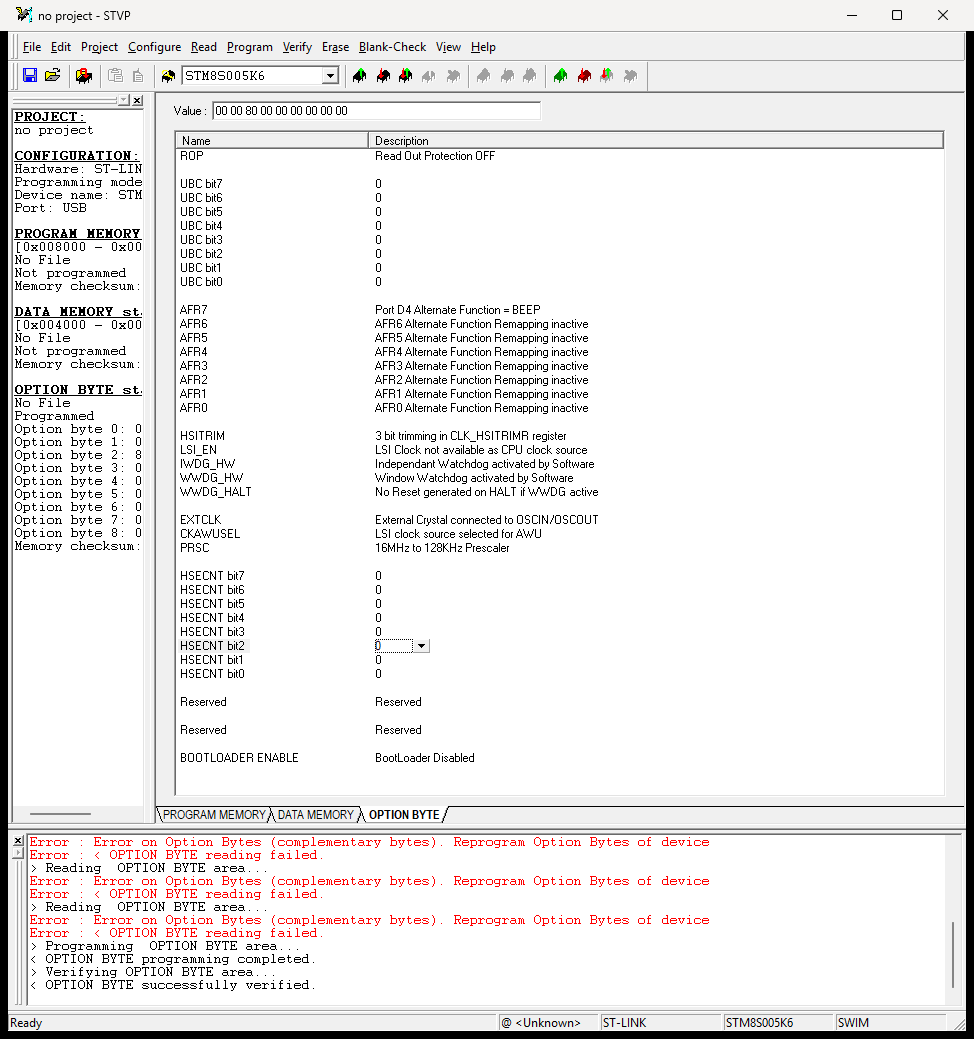 no project - STVP
File Edit Project Configure Read Program Verify Erase Blank-Check View Help
STM8S005K6
PROJECT:
no project
CONFIGURATION:
Hardware: ST-LIN
Programming mode
Device name: STM
Port: USB
PROGRAM MEMORY
[0x008000 - 0x00
No File
Not programmed
Memory checksum:
DATA MEMORY st.
[0x004000 - 0x00
No File
Not programmed
Memory checksum:
OPTION BYTE st.
No File
Programmed
Option byte 0: 0
Option byte 1: 0
Option byte 2: 8
Option byte 3: 0
Option byte 4: 0
Option byte 5: 0
Option byte 6: 0
Option byte 7: 0
Option byte 8: 0
Memory checksum:
Value : 00 00 80 00 00 00 00 00 00
Name Description
ROP Read Out Protection OFF
UBC bit7 0
UBC bit6 0
UBC bit5 0
UBC bit4 0
UBC bit3 0
UBC bit2 0
UBC bit1 0
UBC bit0 0
AFR7 Port D4 Alternate Function = BEEP
AFR6 AFR6 Alternate Function Remapping inactive
AFR5 AFR5 Alternate Function Remapping inactive
AFR4 AFR4 Alternate Function Remapping inactive
AFR3 AFR3 Alternate Function Remapping inactive
AFR2 AFR2 Alternate Function Remapping inactive
AFR1 AFR1 Alternate Function Remapping inactive
AFR0 AFR0 Alternate Function Remapping inactive
HSITRIM 3 bit trimming in CLK_HSITRIMR register
LSI_EN LSI Clock not available as CPU clock source
IWDG_HW Independant Watchdog activated by Software
WWDG_HW Window Watchdog activated by Software
WWDG_HALT No Reset generated on HALT if WWDG active
EXTCLK External Crystal connected to OSCIN/OSCOUT
CKAWUSEL LSI clock source selected for AWU
PRSC 16MHz to 128KHz Prescaler
HSECNT bit7 0
HSECNT bit6 0
HSECNT bit5 0
HSECNT bit4 0
HSECNT bit3 0
HSECNT bit2 0
HSECNT bit1 0
HSECNT bit0 0
Reserved Reserved
Reserved Reserved
BOOTLOADER ENABLE BootLoader Disabled
PROGRAM MEMORY DATA MEMORY OPTION BYTE
Error : Error on Option Bytes (complementary bytes). Reprogram Option Bytes of device
Error : < OPTION BYTE reading failed.
> Reading OPTION BYTE area...
Error : Error on Option Bytes (complementary bytes). Reprogram Option Bytes of device
Error : < OPTION BYTE reading failed.
> Reading OPTION BYTE area...
Error : Error on Option Bytes (complementary bytes). Reprogram Option Bytes of device
Error : < OPTION BYTE reading failed.
> Programming OPTION BYTE area...
< OPTION BYTE programming completed.
> Verifying OPTION BYTE area...
< OPTION BYTE successfully verified.
Ready @ <Unknown> ST-LINK STM8S005K6 SWIM